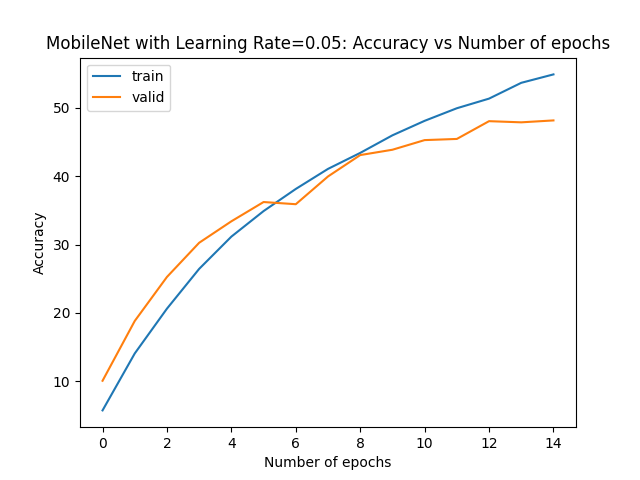 MobileNet with Learning Rate=0.05: Accuracy vs Number of epochs
train
valid
Accuracy
50
40
30
20
10
0 2 4 6 8 10 12 14
Number of epochs